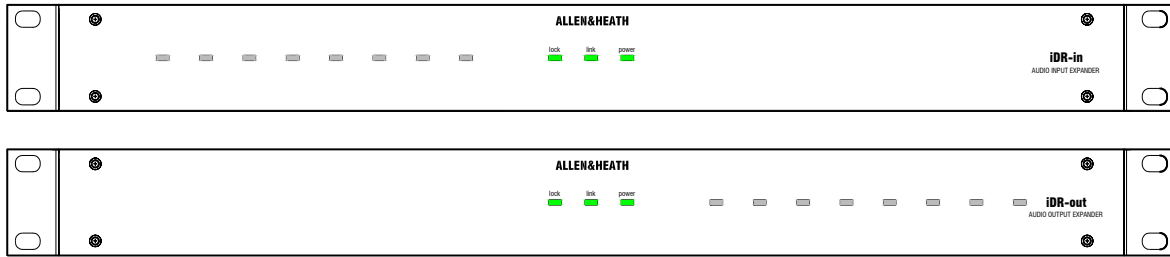 ALLEN&HEATH
lock link power
iDR-in
AUDIO INPUT EXPANDER
ALLEN&HEATH
lock link power
iDR-out
AUDIO OUTPUT EXPANDER